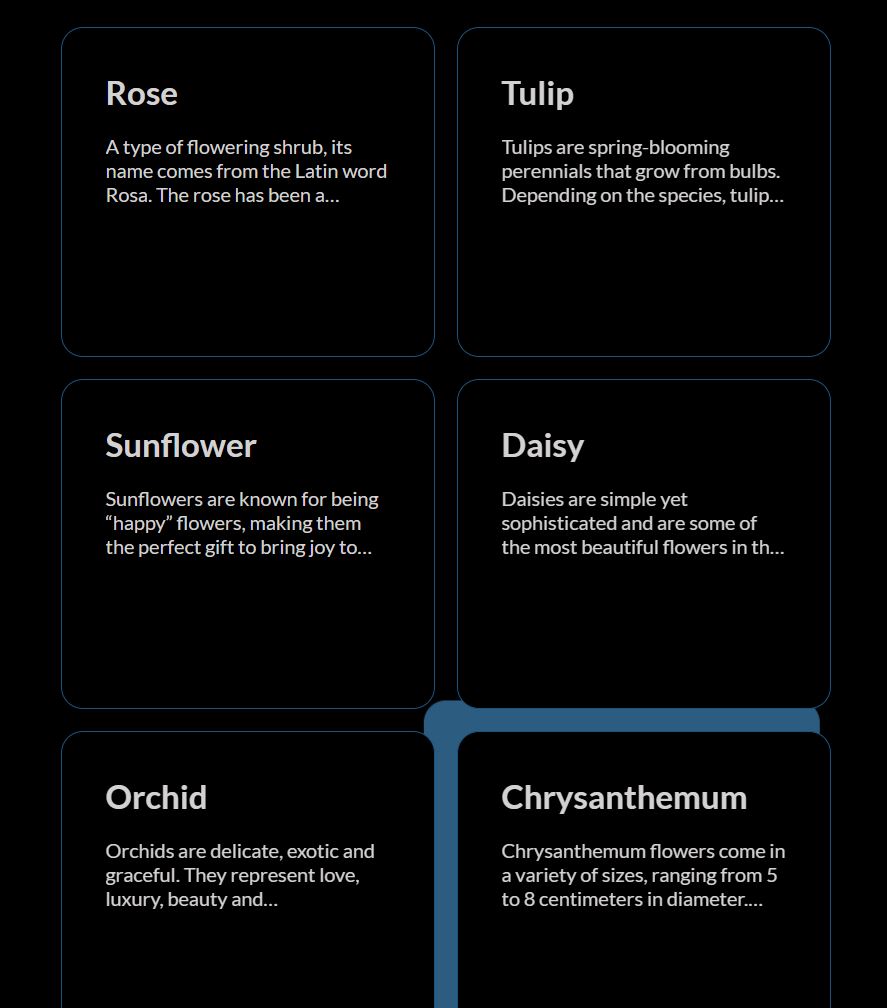 Rose
A type of flowering shrub, its
name comes from the Latin word
Rosa. The rose has been a...
Tulip
Tulips are spring-blooming
perennials that grow from bulbs.
Depending on the species, tulip...
Sunflower
Sunflowers are known for being
“happy” flowers, making them
the perfect gift to bring joy to...
Daisy
Daisies are simple yet
sophisticated and are some of
the most beautiful flowers in th...
Orchid
Orchids are delicate, exotic and
graceful. They represent love,
luxury, beauty and...
Chrysanthemum
Chrysanthemum flowers come in
a variety of sizes, ranging from 5
to 8 centimeters in diameter....